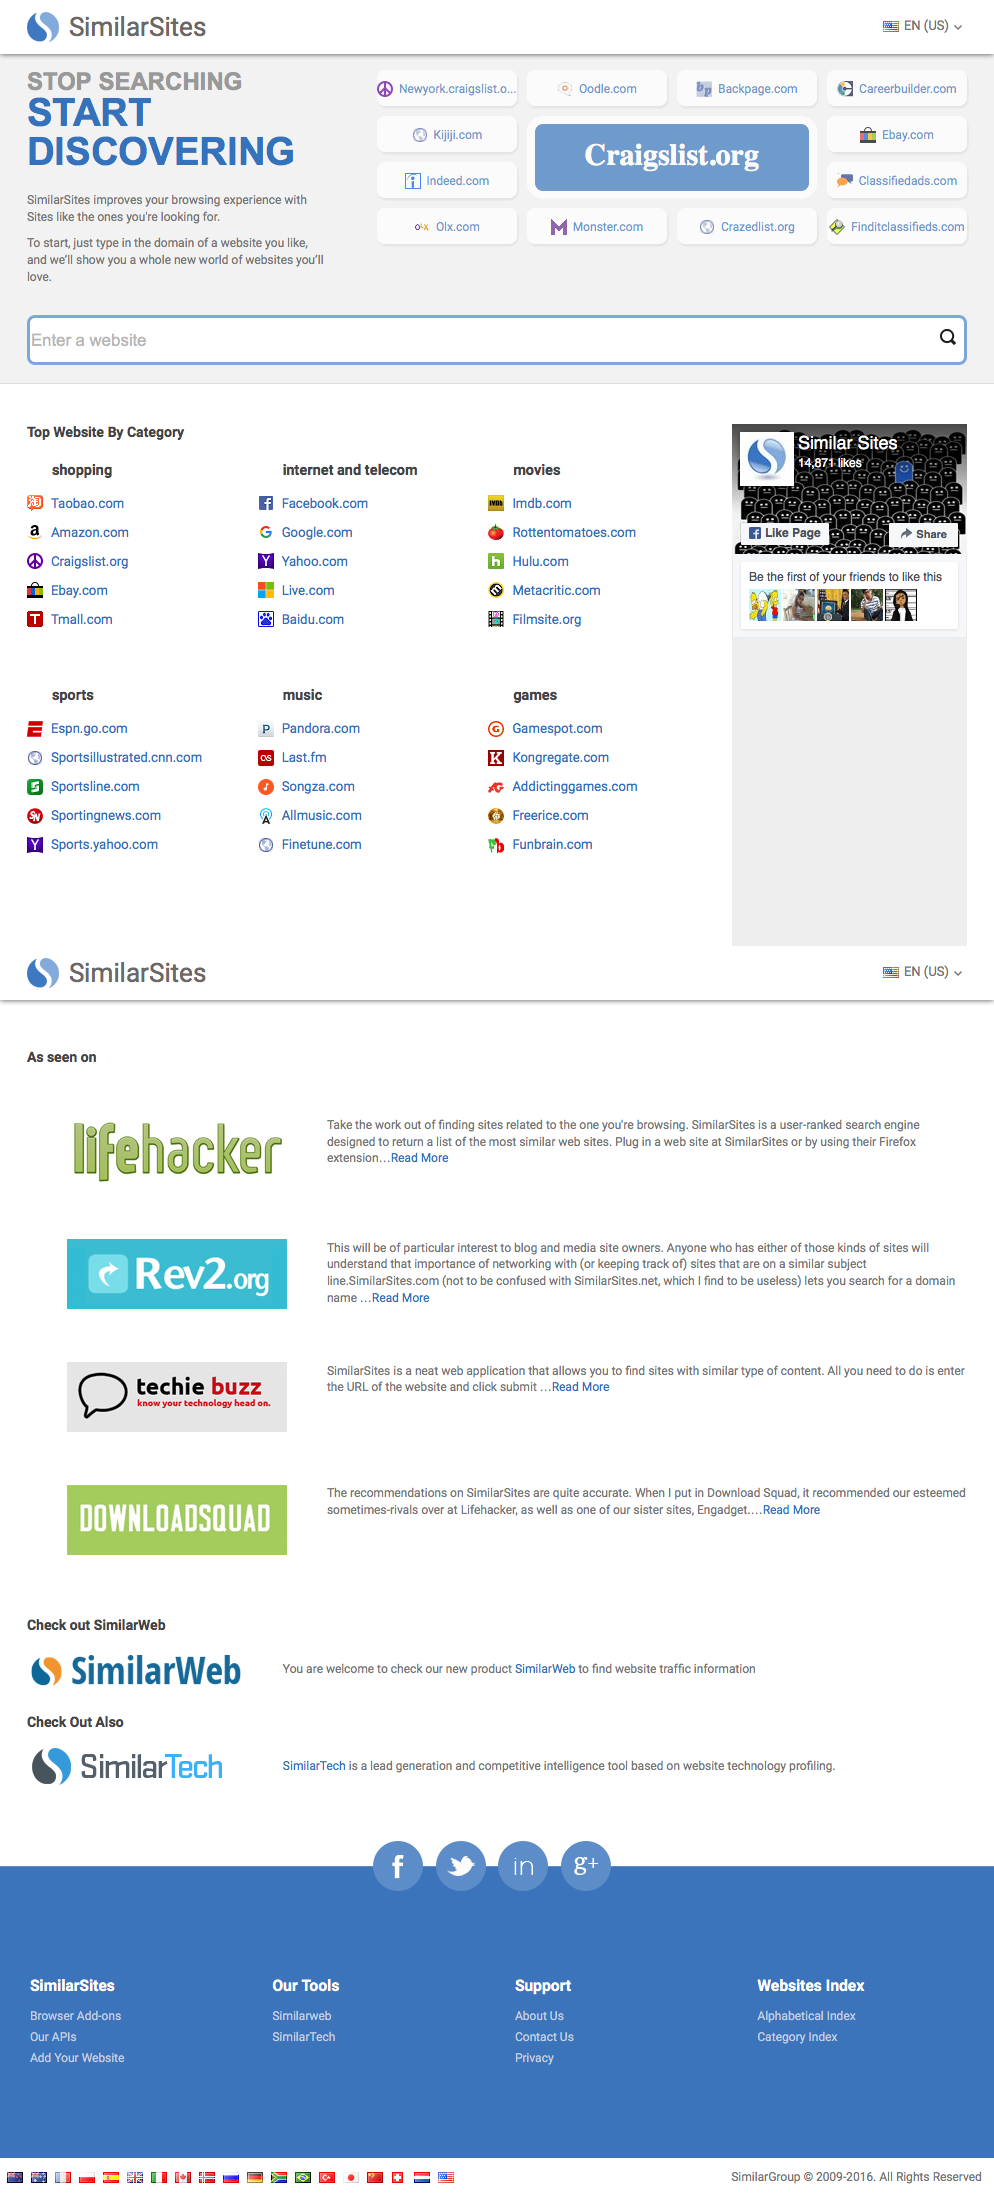 SimilarSites
EN (US)
STOP SEARCHING
START
DISCOVERING
SimilarSites improves your browsing experience with
Sites like the ones you're looking for.
To start, just type in the domain of a website you like,
and we'll show you a whole new world of websites you'll
love.
Newyork.craigslist.o...
Oodle.com
Backpage.com
Careerbuilder.com
Kijiji.com
Craigslist.org
Ebay.com
Indeed.com
Classifiedads.com
Olx.com
Monster.com
Crazedlist.org
Finditclassifieds.com
Enter a website
Top Website By Category
shopping
Taobao.com
Amazon.com
Craigslist.org
Ebay.com
Tmall.com
internet and telecom
Facebook.com
Google.com
Yahoo.com
Live.com
Baidu.com
movies
Imdb.com
Rottentomatoes.com
Hulu.com
Metacritic.com
Filmsite.org
sports
Espn.go.com
Sportsillustrated.cnn.com
Sportsline.com
Sportingnews.com
Sports.yahoo.com
music
Pandora.com
Last.fm
Songza.com
Allmusic.com
Finetune.com
games
Gamespot.com
Kongregate.com
Addictinggames.com
Freerice.com
Funbrain.com
Similar Sites
14,871 likes
Like Page
Share
Be the first of your friends to like this
SimilarSites
EN (US)
As seen on
lifehacker
Take the work out of finding sites related to the one you're browsing. SimilarSites is a user-ranked search engine
designed to return a list of the most similar web sites. Plug in a web site at SimilarSites or by using their Firefox
extension...Read More
Rev2.org
This will be of particular interest to blog and media site owners. Anyone who has either of those kinds of sites will
understand that importance of networking with (or keeping track of) sites that are on a similar subject
line.SimilarSites.com (not to be confused with SimilarSites.net, which I find to be useless) lets you search for a domain
name ...Read More
techie buzz
know your technology head on.
SimilarSites is a neat web application that allows you to find sites with similar type of content. All you need to do is enter
the URL of the website and click submit ...Read More
DOWNLOADSQUAD
The recommendations on SimilarSites are quite accurate. When I put in Download Squad, it recommended our esteemed
sometimes-rivals over at Lifehacker, as well as one of our sister sites, Engadget....Read More
Check out SimilarWeb
SimilarWeb
You are welcome to check our new product SimilarWeb to find website traffic information
Check Out Also
SimilarTech
SimilarTech is a lead generation and competitive intelligence tool based on website technology profiling.
f
in
g+
SimilarSites
Browser Add-ons
Our APIs
Add Your Website
Our Tools
Similarweb
SimilarTech
Support
About Us
Contact Us
Privacy
Websites Index
Alphabetical Index
Category Index
SimilarGroup © 2009-2016. All Rights Reserved